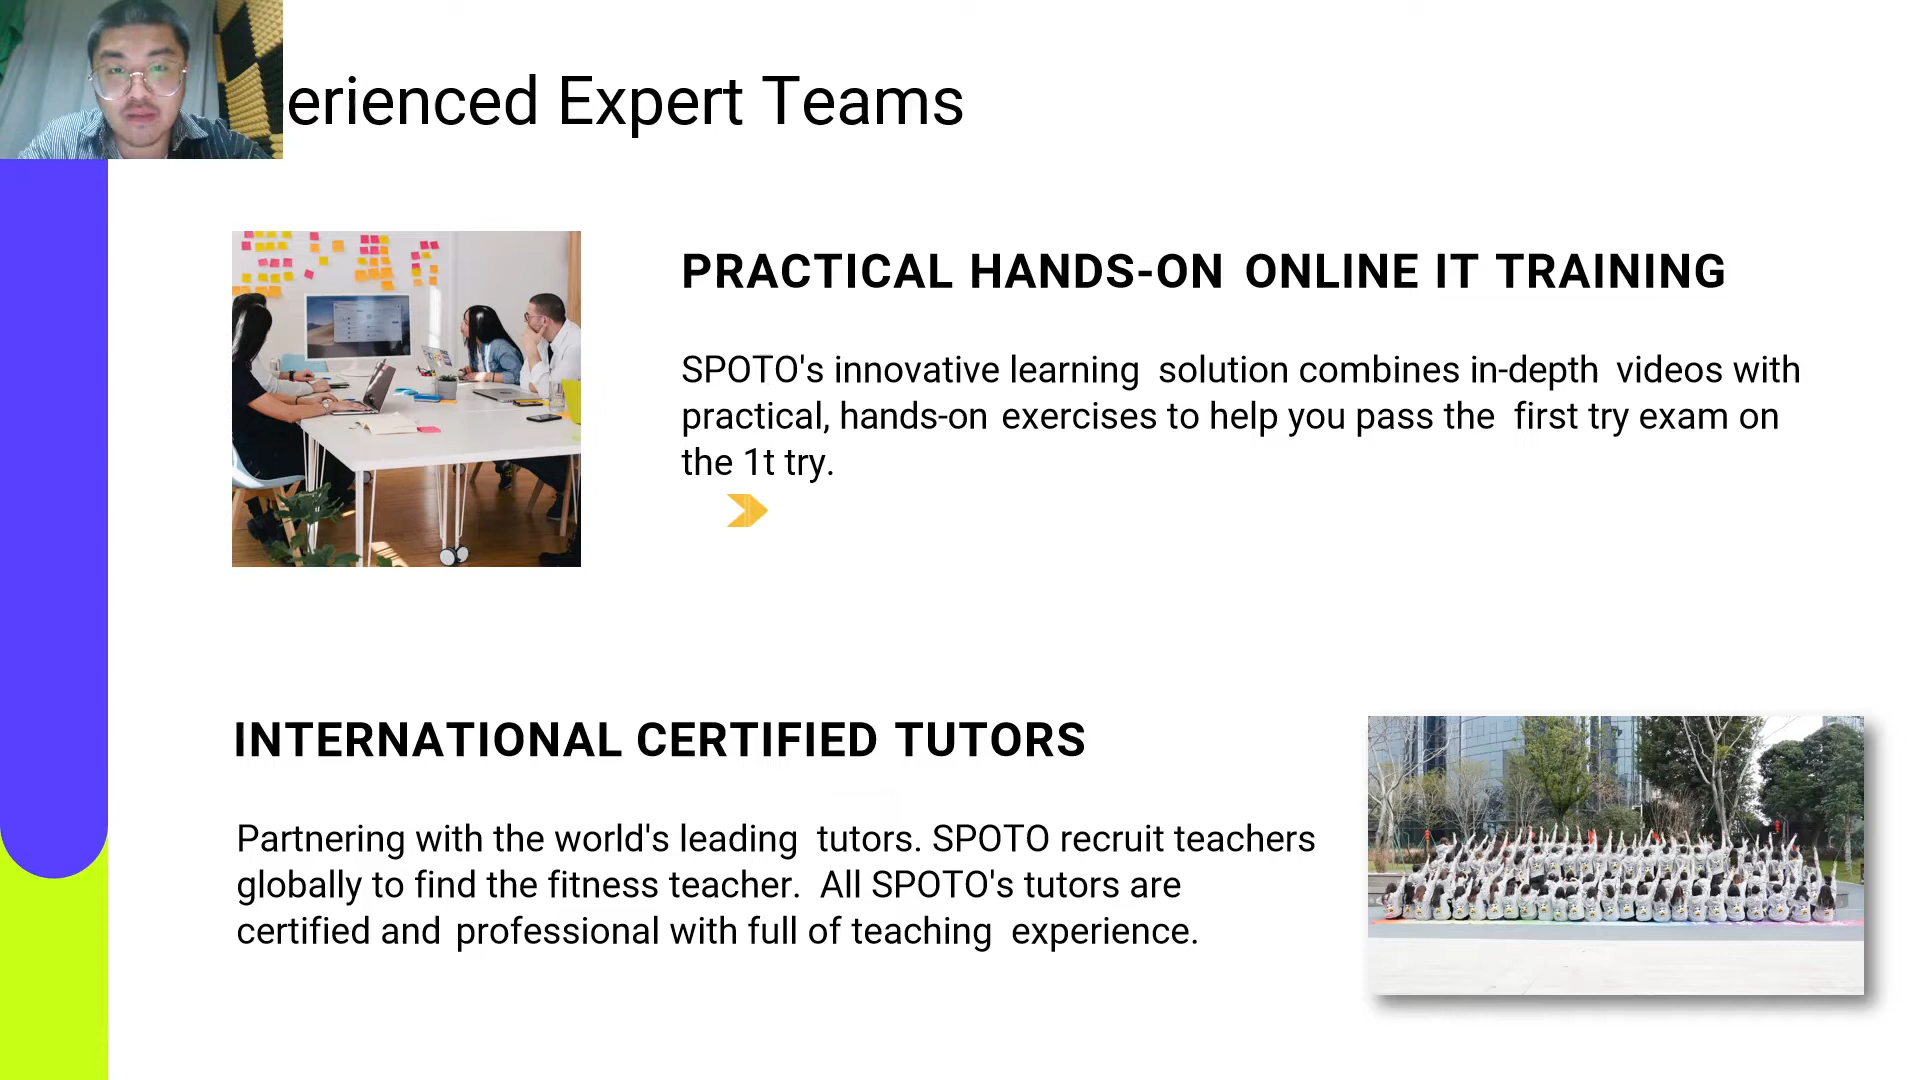 erienced Expert Teams
PRACTICAL HANDS-ON ONLINE IT TRAINING
SPOTO's innovative learning solution combines in-depth videos with
practical, hands-on exercises to help you pass the first try exam on
the 1t try.
INTERNATIONAL CERTIFIED TUTORS
Partnering with the world's leading tutors. SPOTO recruit teachers
globally to find the fitness teacher. All SPOTO's tutors are
certified and professional with full of teaching experience.